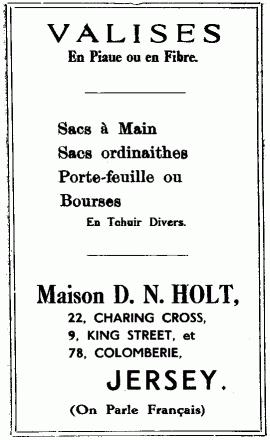 VALISES
En Piaue ou en Fibre.
Sacs à Main
Sacs ordinaithes
Porte-feuille ou
Bourses
En Tchuir Divers.
Maison D. N. HOLT,
22, CHARING CROSS,
9, KING STREET, et
78, COLOMBERIE,
JERSEY.
(On Parle Français)